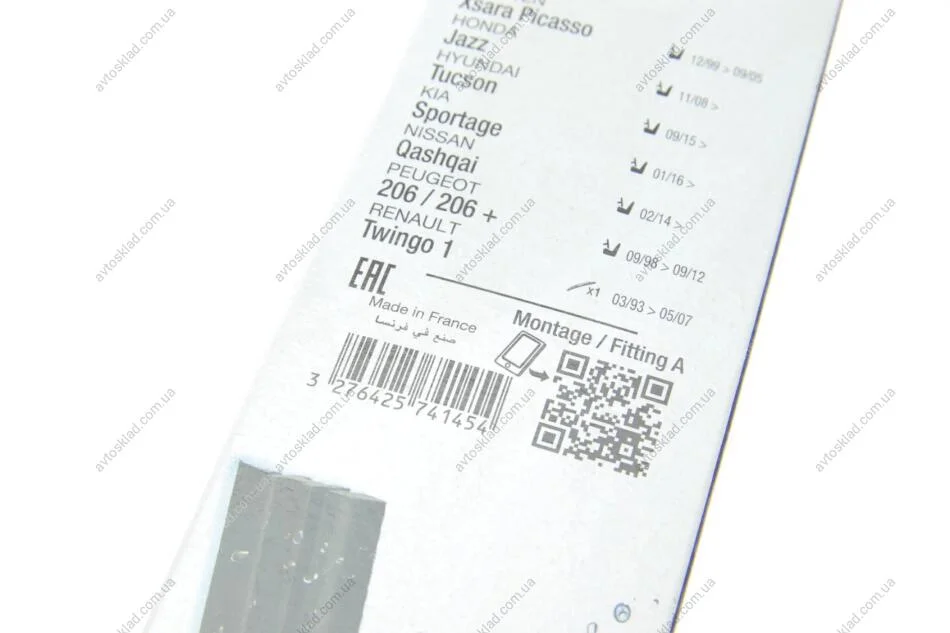 Xsara Picasso
12/99 > 09/05
HONDA
Jazz
11/08 >
HYUNDAI
Tucson
09/15 >
KIA
Sportage
01/16 >
NISSAN
Qashqai
02/14 >
PEUGEOT
206 / 206 +
09/98 > 09/12
RENAULT
Twingo 1
x1 03/93 > 05/07
EAC
Made in France
صنع في فرنسا
Montage / Fitting A
3 276425 741454
avtosklad.com.ua